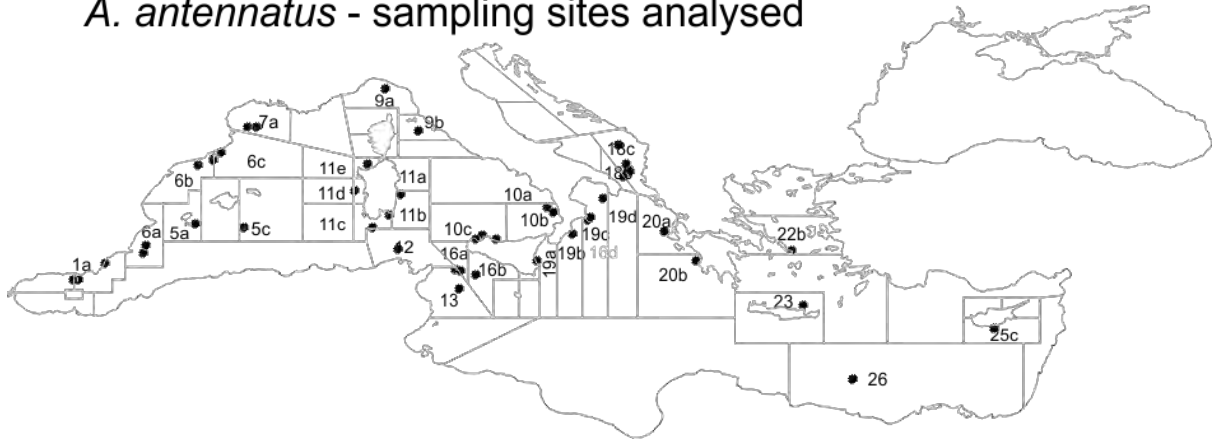 A. antennatus - sampling sites analysed
9a
7a
9b
18c
6c
11e
18
11a
6b
11d
10a
5a
5c
11c
11b
10b
19d
20a
6a
10c
19c
22b
12
16a
19a
19b
16d
1a
16b
20b
13
23
25c
26